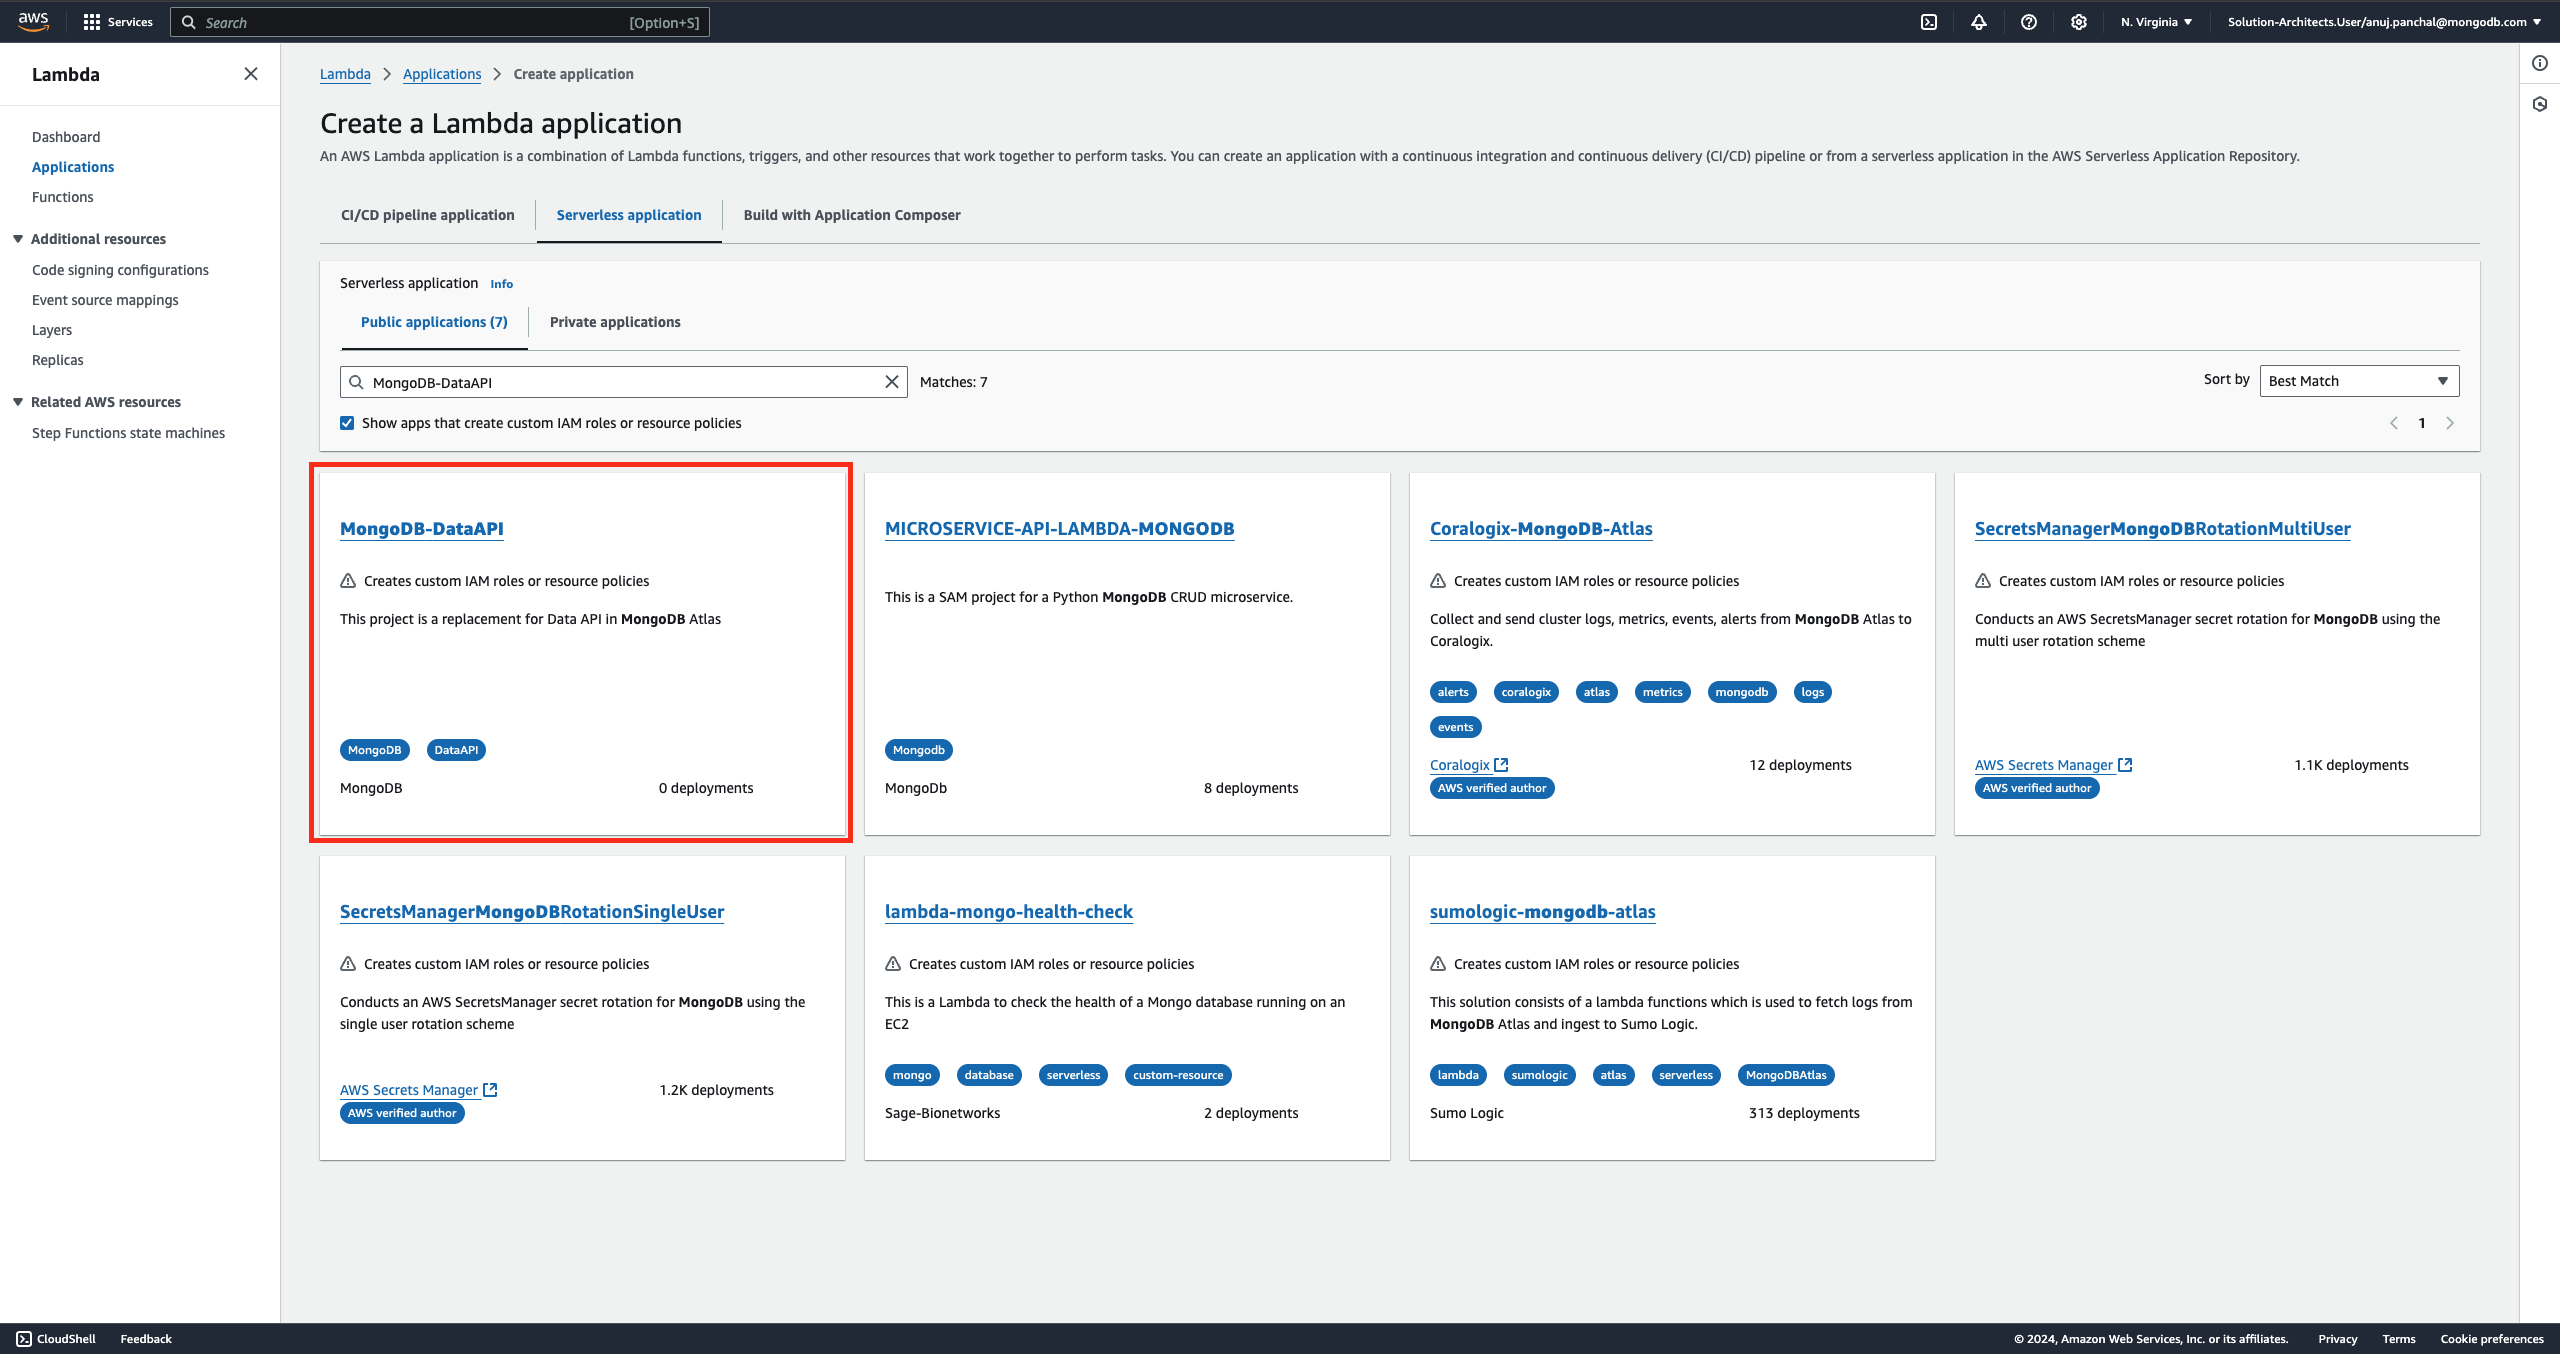 aws
Services
Search [Option+S]
N. Virginia
Solution-Architects.User/anuj.panchal@mongodb.com
Lambda
Dashboard
Applications
Functions
Additional resources
Code signing configurations
Event source mappings
Layers
Replicas
Related AWS resources
Step Functions state machines
Lambda > Applications > Create application
Create a Lambda application
An AWS Lambda application is a combination of Lambda functions, triggers, and other resources that work together to perform tasks. You can create an application with a continuous integration and continuous delivery (CI/CD) pipeline or from a serverless application in the AWS Serverless Application Repository.
CI/CD pipeline application
Serverless application
Build with Application Composer
Serverless application Info
Public applications (7)
Private applications
MongoDB-DataAPI
Matches: 7
Sort by
Best Match
Show apps that create custom IAM roles or resource policies
1
MongoDB-DataAPI
Creates custom IAM roles or resource policies
This project is a replacement for Data API in MongoDB Atlas
MongoDB DataAPI
MongoDB
0 deployments
MICROSERVICE-API-LAMBDA-MONGODB
This is a SAM project for a Python MongoDB CRUD microservice.
Mongodb
MongoDb
8 deployments
Coralogix-MongoDB-Atlas
Creates custom IAM roles or resource policies
Collect and send cluster logs, metrics, events, alerts from MongoDB Atlas to
Coralogix.
alerts coralogix atlas metrics mongodb logs
events
Coralogix
12 deployments
AWS verified author
SecretsManagerMongoDBRotationMultiUser
Creates custom IAM roles or resource policies
Conducts an AWS SecretsManager secret rotation for MongoDB using the
multi user rotation scheme
AWS Secrets Manager
1.1K deployments
AWS verified author
SecretsManagerMongoDBRotationSingleUser
Creates custom IAM roles or resource policies
Conducts an AWS SecretsManager secret rotation for MongoDB using the
single user rotation scheme
AWS Secrets Manager
1.2K deployments
AWS verified author
lambda-mongo-health-check
Creates custom IAM roles or resource policies
This is a Lambda to check the health of a Mongo database running on an
EC2
mongo database serverless custom-resource
Sage-Bionetworks
2 deployments
sumologic-mongodb-atlas
Creates custom IAM roles or resource policies
This solution consists of a lambda functions which is used to fetch logs from
MongoDB Atlas and ingest to Sumo Logic.
lambda sumologic atlas serverless MongoDBAtlas
Sumo Logic
313 deployments
CloudShell
Feedback
© 2024, Amazon Web Services, Inc. or its affiliates.
Privacy
Terms
Cookie preferences